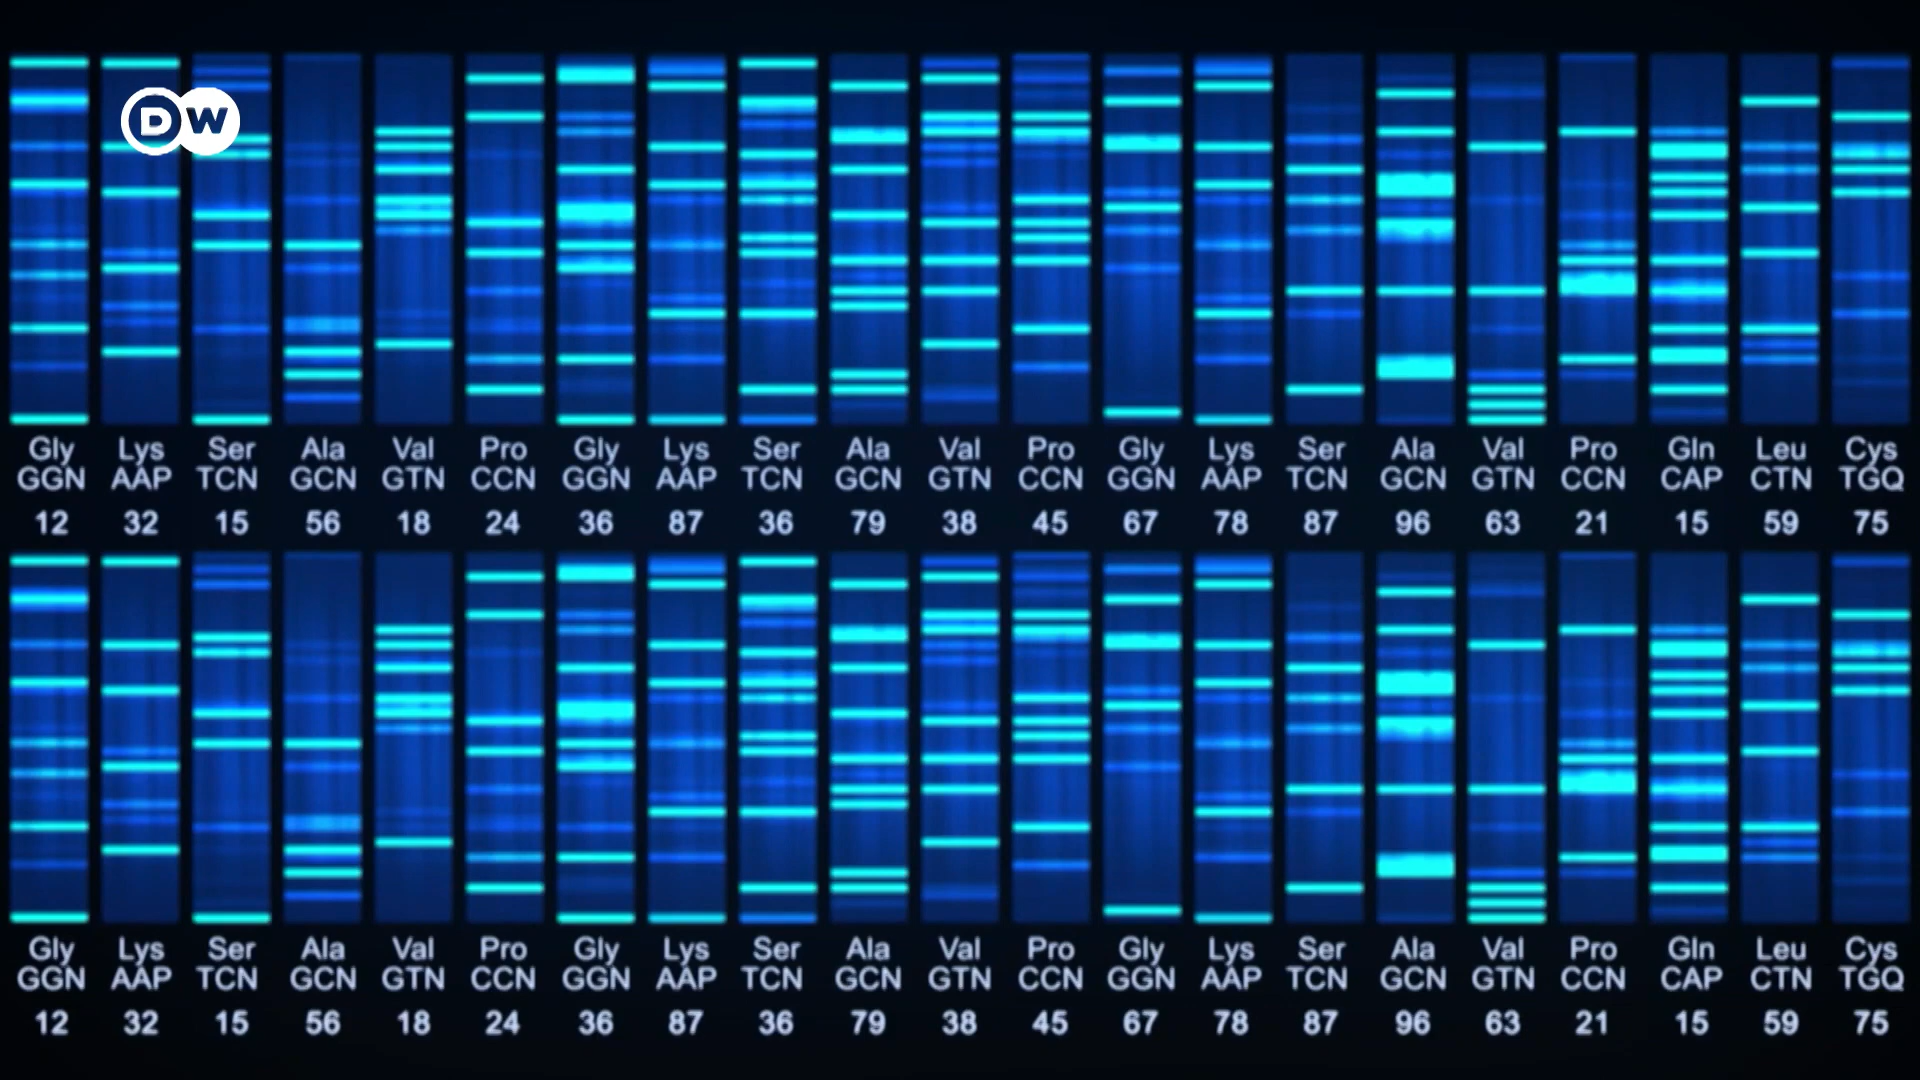 DW
Gly Lys Ser Ala Val Pro Gly Lys Ser Ala Val Pro Gly Lys Ser Ala Val Pro Gln Leu Cys
GGN AAP TCN GCN GTN CCN GGN AAP TCN GCN GTN CCN GGN AAP TCN GCN GTN CCN CAP CTN TGQ
12 32 15 56 18 24 36 87 36 79 38 45 67 78 87 96 63 21 15 59 75
Gly Lys Ser Ala Val Pro Gly Lys Ser Ala Val Pro Gly Lys Ser Ala Val Pro Gln Leu Cys
GGN AAP TCN GCN GTN CCN GGN AAP TCN GCN GTN CCN GGN AAP TCN GCN GTN CCN CAP CTN TGQ
12 32 15 56 18 24 36 87 36 79 38 45 67 78 87 96 63 21 15 59 75